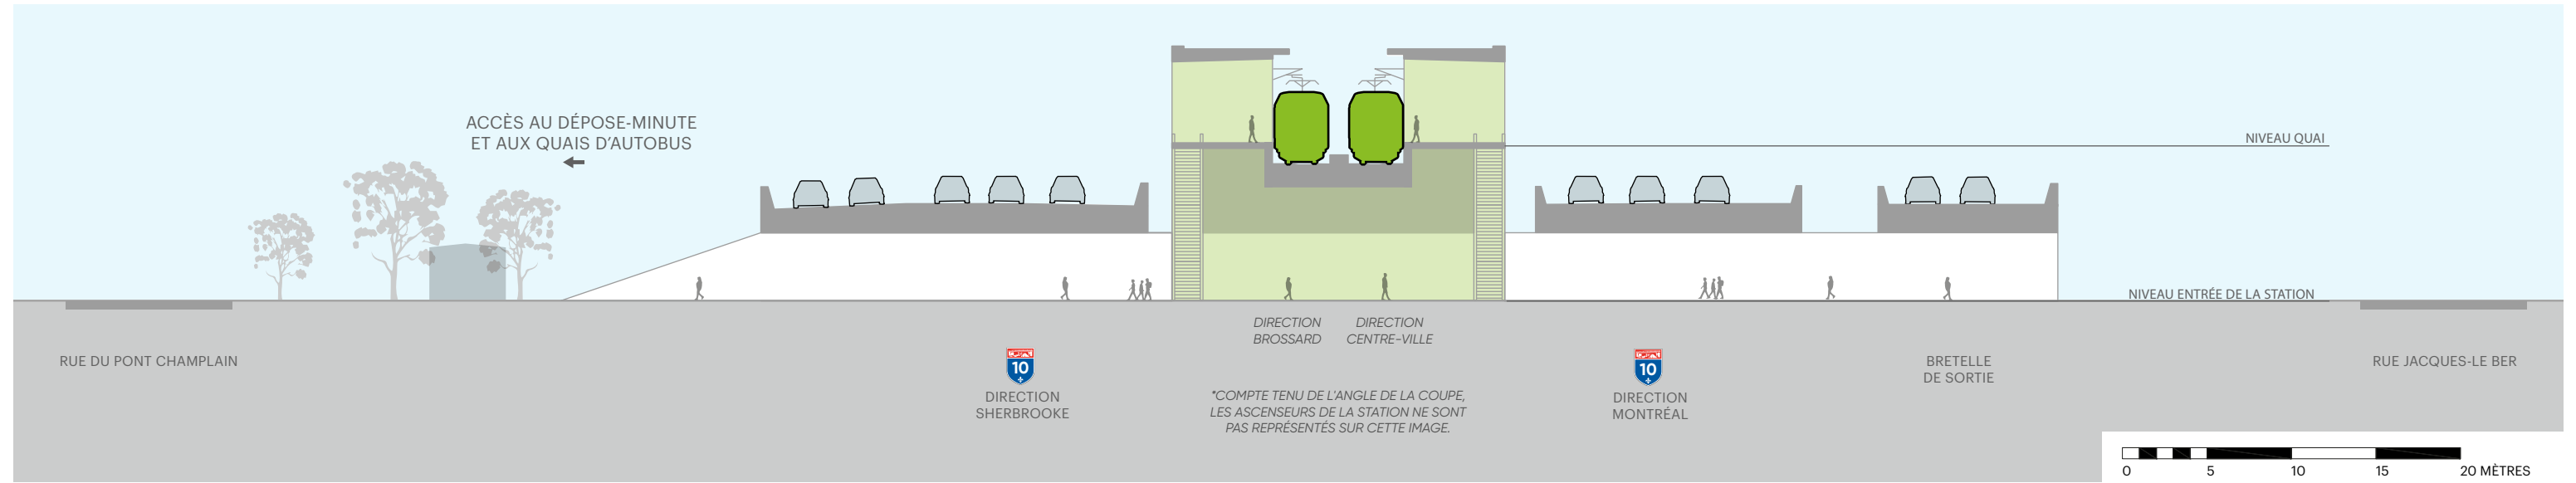 ACCÈS AU DÉPOSE-MINUTE
ET AUX QUAIS D'AUTOBUS
NIVEAU QUAI
NIVEAU ENTRÉE DE LA STATION
DIRECTION
BROSSARD
DIRECTION
CENTRE-VILLE
RUE DU PONT CHAMPLAIN
10
DIRECTION
SHERBROOKE
*COMPTE TENU DE L'ANGLE DE LA COUPE,
LES ASCENSEURS DE LA STATION NE SONT
PAS REPRÉSENTÉS SUR CETTE IMAGE.
10
DIRECTION
MONTRÉAL
BRETELLE
DE SORTIE
RUE JACQUES-LE BER
0 5 10 15 20 MÈTRES